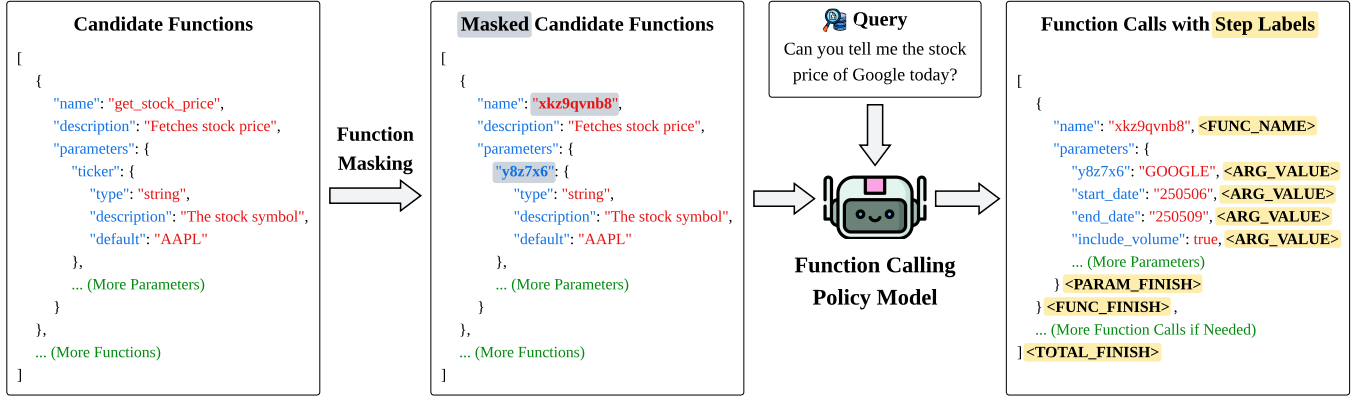 Candidate Functions
[
{
"name": "get_stock_price",
"description": "Fetches stock price",
"parameters": {
"ticker": {
"type": "string",
"description": "The stock symbol",
"default": "AAPL"
},
... (More Parameters)
}
},
... (More Functions)
]
Function
Masking
Masked Candidate Functions
[
{
"name": "xkz9qvnb8",
"description": "Fetches stock price",
"parameters": {
"y8z7x6": {
"type": "string",
"description": "The stock symbol",
"default": "AAPL"
},
... (More Parameters)
}
},
... (More Functions)
]
Query
Can you tell me the stock
price of Google today?
Function Calling
Policy Model
Function Calls with Step Labels
[
{
"name": "xkz9qvnb8", <FUNC_NAME>
"parameters": {
"y8z7x6": "GOOGLE", <ARG_VALUE>
"start_date": "250506", <ARG_VALUE>
"end_date": "250509", <ARG_VALUE>
"include_volume": true, <ARG_VALUE>
... (More Parameters)
} <PARAM_FINISH>
} <FUNC_FINISH> ,
... (More Function Calls if Needed)
] <TOTAL_FINISH>